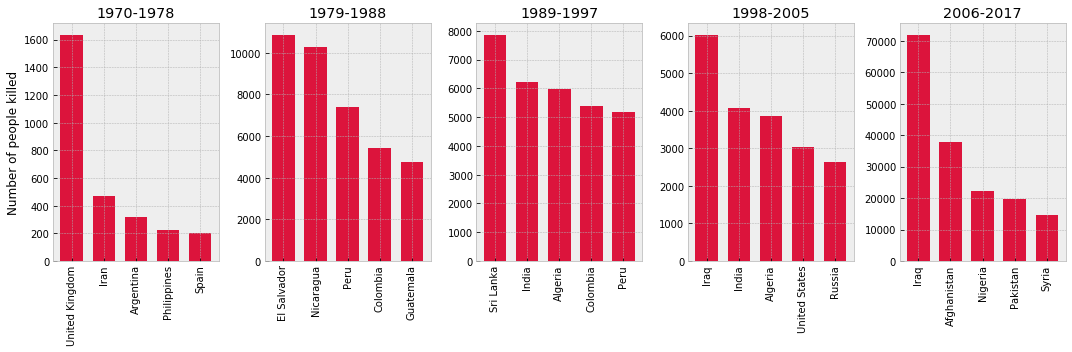 1970-1978
1979-1988
1989-1997
1998-2005
2006-2017
Number of people killed
1600
1400
1200
1000
800
600
400
200
0
United Kingdom
Iran
Argentina
Philippines
Spain
10000
8000
6000
4000
2000
0
El Salvador
Nicaragua
Peru
Colombia
Guatemala
8000
7000
6000
5000
4000
3000
2000
1000
0
Sri Lanka
India
Algeria
Colombia
Peru
6000
5000
4000
3000
2000
1000
0
Iraq
India
Algeria
United States
Russia
70000
60000
50000
40000
30000
20000
10000
0
Iraq
Afghanistan
Nigeria
Pakistan
Syria